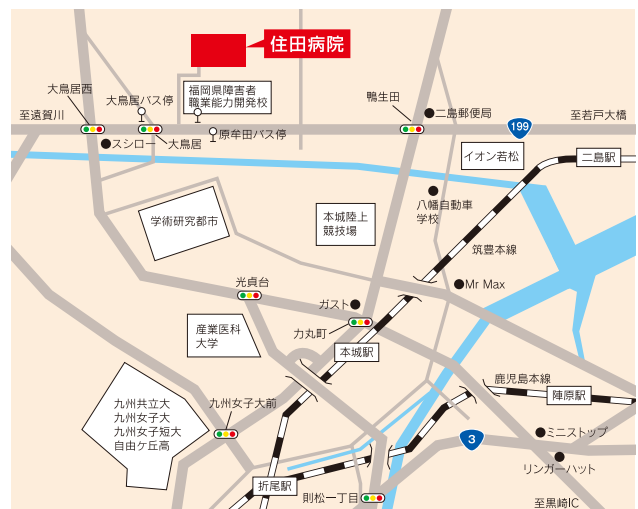 住田病院
大鳥居西
大鳥居バス停
福岡県障害者
職業能力開発校
鴨生田
二島郵便局
至遠賀川
至若戸大橋
199
スシロー
大鳥居
原牟田バス停
イオン若松
二島駅
八幡自動車
学校
学術研究都市
本城陸上
競技場
筑豊本線
光貞台
Mr Max
ガスト
産業医科
大学
力丸町
本城駅
鹿児島本線
陣原駅
九州共立大
九州女子大
九州女子短大
自由ケ丘高
九州女子大前
3
ミニストップ
リンガーハット
折尾駅
則松一丁目
至黒崎IC